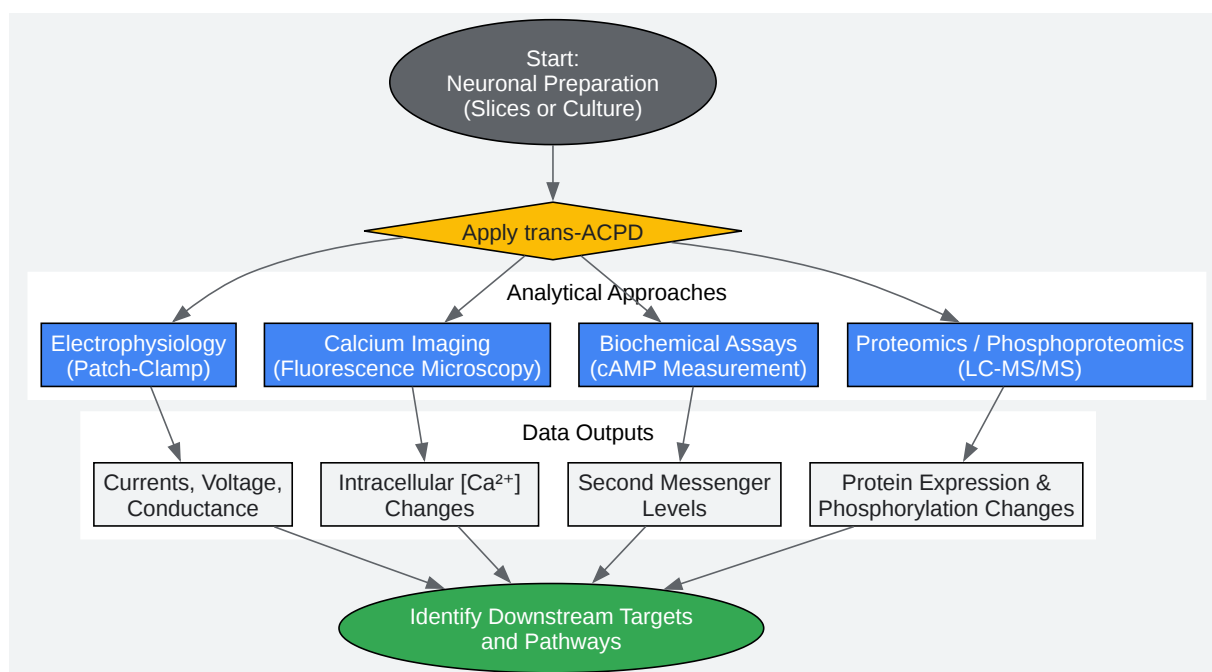 Start:
Neuronal Preparation
(Slices or Culture)
Apply trans-ACPD
Analytical Approaches
Electrophysiology
(Patch-Clamp)
Calcium Imaging
(Fluorescence Microscopy)
Biochemical Assays
(cAMP Measurement)
Proteomics / Phosphoproteomics
(LC-MS/MS)
Data Outputs
Currents, Voltage,
Conductance
Intracellular [Ca²⁺]
Changes
Second Messenger
Levels
Protein Expression &
Phosphorylation Changes
Identify Downstream Targets
and Pathways